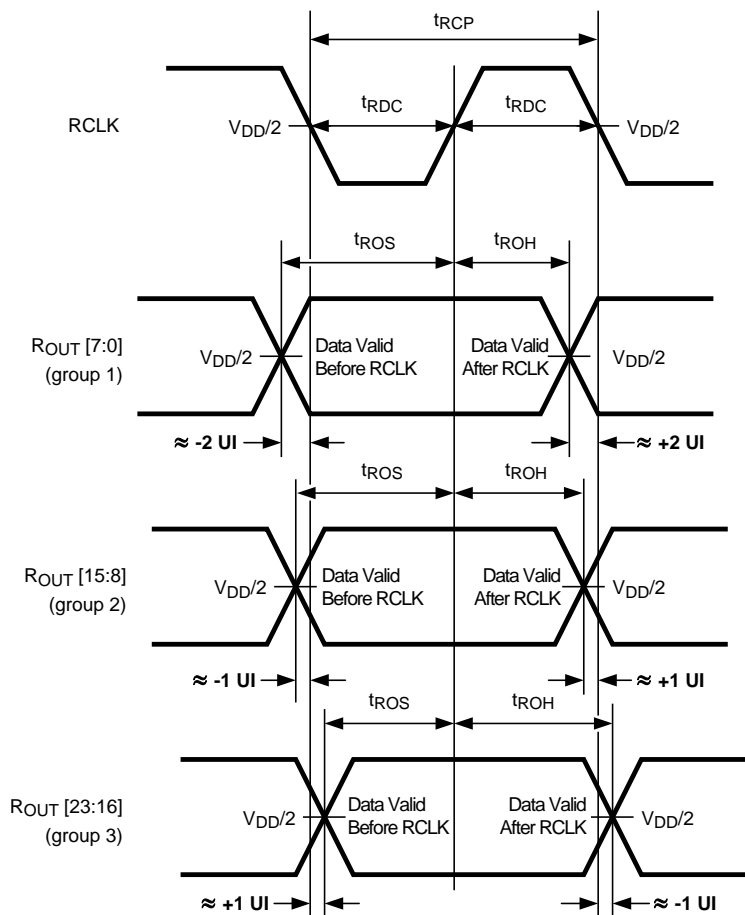 tRCP
RCLK
VDD/2
tRDC
tRDC
VDD/2
tROS
tROH
ROUT [7:0]
(group 1)
VDD/2
Data Valid
Before RCLK
Data Valid
After RCLK
VDD/2
≈ -2 UI
≈ +2 UI
tROS
tROH
ROUT [15:8]
(group 2)
VDD/2
Data Valid
Before RCLK
Data Valid
After RCLK
VDD/2
≈ -1 UI
≈ +1 UI
tROS
tROH
ROUT [23:16]
(group 3)
VDD/2
Data Valid
Before RCLK
Data Valid
After RCLK
VDD/2
≈ +1 UI
≈ -1 UI